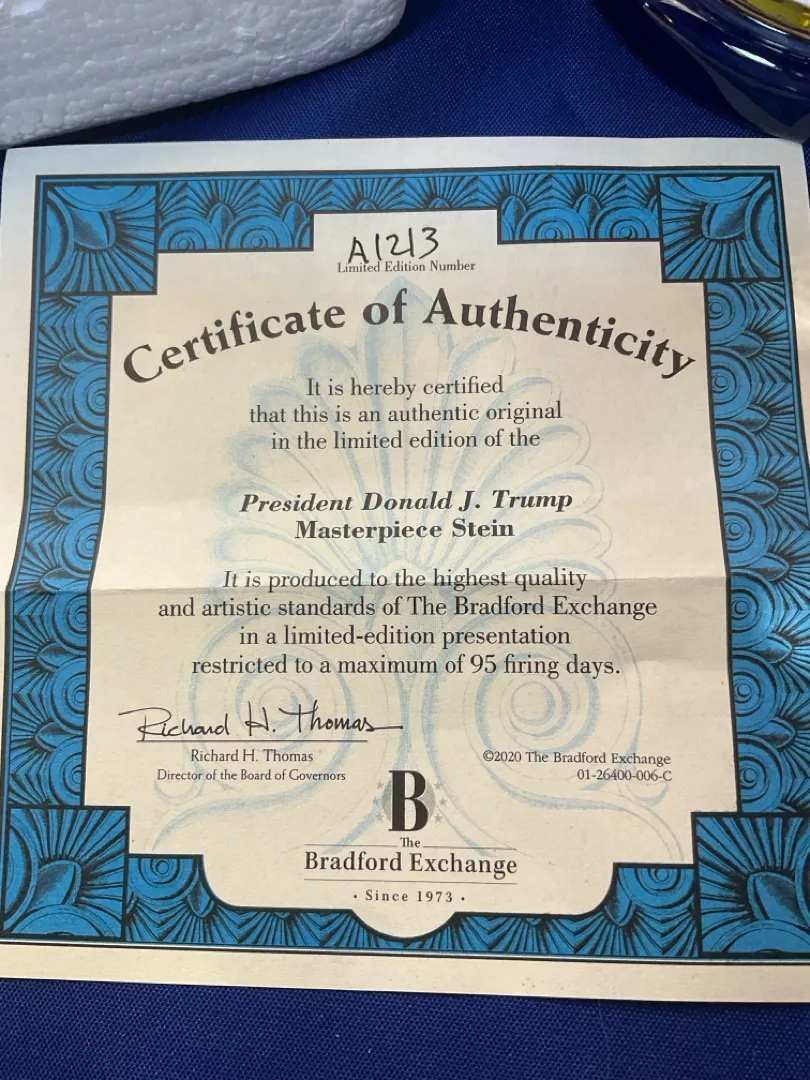 A1213
Limited Edition Number
Certificate of Authenticity
It is hereby certified
that this is an authentic original
in the limited edition of the
President Donald J. Trump
Masterpiece Stein
It is produced to the highest quality
and artistic standards of The Bradford Exchange
in a limited-edition presentation
restricted to a maximum of 95 firing days.
Richard H. Thomas
Richard H. Thomas
Director of the Board of Governors
©2020 The Bradford Exchange
01-26400-006-C
B
The
Bradford Exchange
· Since 1973 ·